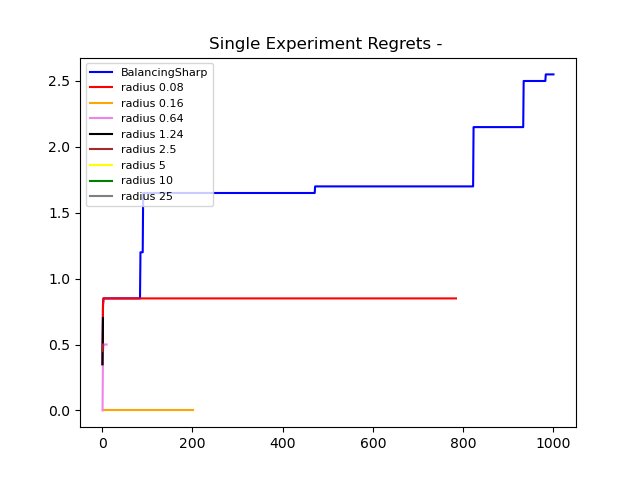 Single Experiment Regrets -
2.5
2.0
1.5
1.0
0.5
0.0
BalancingSharp
radius 0.08
radius 0.16
radius 0.64
radius 1.24
radius 2.5
radius 5
radius 10
radius 25
0 200 400 600 800 1000